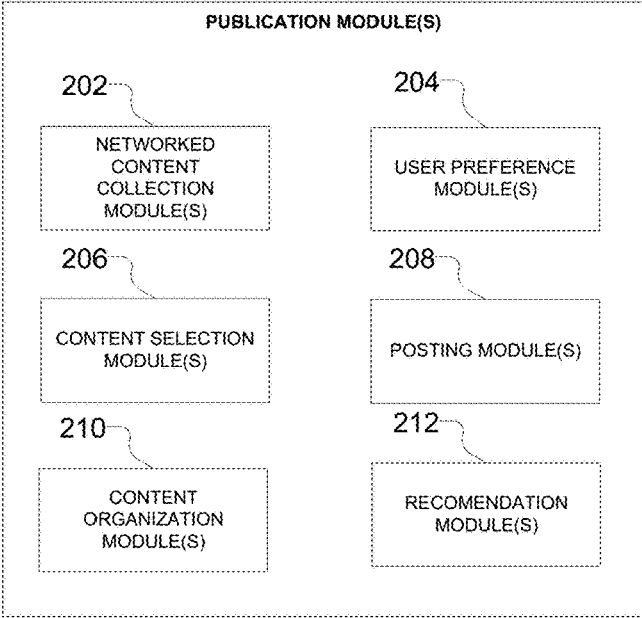 PUBLICATION MODULE(S)
202
204
NETWORKED
CONTENT
COLLECTION
MODULE(S)
USER PREFERENCE
MODULE(S)
206
208
CONTENT SELECTION
MODULE(S)
POSTING MODULE(S)
210
212
CONTENT
ORGANIZATION
MODULE(S)
RECOMENDATION
MODULE(S)